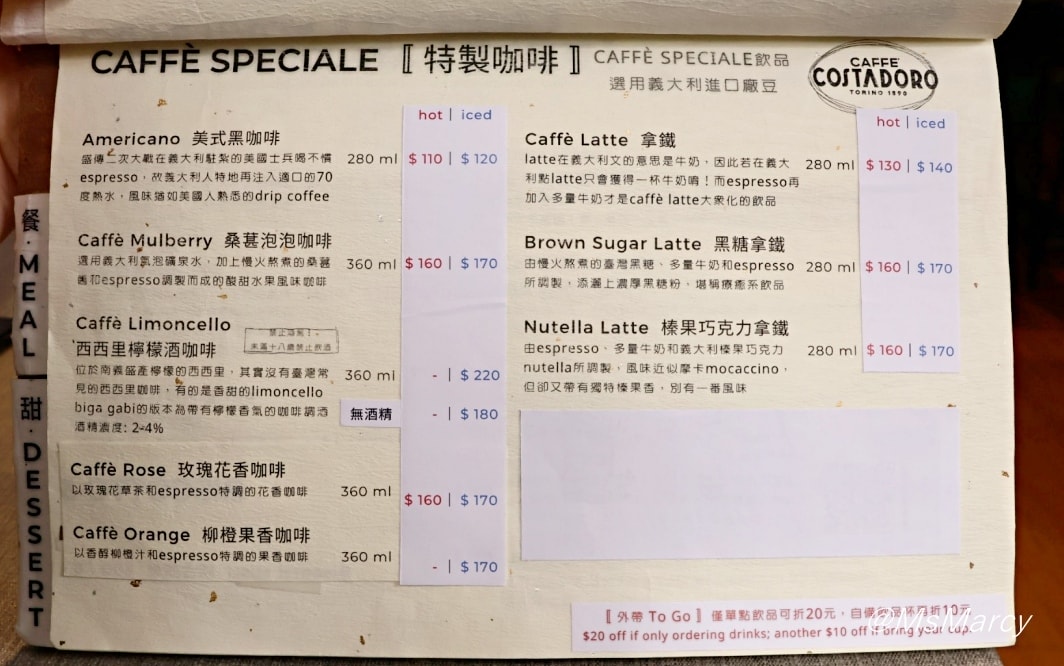 CAFFÈ SPECIALE〖特製咖啡〗
CAFFÈ SPECIALE飲品
選用義大利進口廠豆
CAFFÈ
COSTADORO
TORINO 1890
hot | iced
Americano 美式黑咖啡
盛傳二次大戰在義大利駐紮的美國士兵喝不慣 280 ml $110 | $120
espresso，故義大利人特地再注入適口的70
度熱水，風味猶如美國人熟悉的drip coffee
Caffè Mulberry 桑葚泡泡咖啡
選用義大利氣泡礦泉水，加上慢火熬煮的桑葚 360 ml $160 | $170
醬和espresso調製而成的酸甜水果風味咖啡
Caffè Limoncello
西西里檸檬酒咖啡
未滿十八歲禁止飲酒
位於南義盛產檸檬的西西里，其實沒有臺灣常 360 ml - | $220
見的西西里咖啡，有的是香甜的limoncello
biga gabi的版本為帶有檸檬香氣的咖啡調酒 無酒精 - | $180
酒精濃度: 2-4%
Caffè Rose 玫瑰花香咖啡
以玫瑰花草茶和espresso特調的花香咖啡 360 ml $160 | $170
Caffè Orange 柳橙果香咖啡
以香醇柳橙汁和espresso特調的果香咖啡 360 ml - | $170
hot | iced
Caffè Latte 拿鐵
latte在義大利文的意思是牛奶，因此若在義大 280 ml $130 | $140
利點latte只會獲得一杯牛奶唷！而espresso再
加入多量牛奶才是caffè latte大眾化的飲品
Brown Sugar Latte 黑糖拿鐵
由慢火熬煮的臺灣黑糖、多量牛奶和espresso 280 ml $160 | $170
所調製，添灑上濃厚黑糖粉，堪稱療癒系飲品
Nutella Latte 榛果巧克力拿鐵
由espresso、多量牛奶和義大利榛果巧克力 280 ml $160 | $170
nutella所調製，風味近似摩卡mocaccino，
但卻又帶有獨特榛果香，別有一番風味
〖外帶 To Go〗僅單點飲品可折20元，自備飲品杯再折10元
$20 off if only ordering drinks; another $10 off if bring your cup.
@MsMarcy
餐·MEAL | 甜·DESSERT